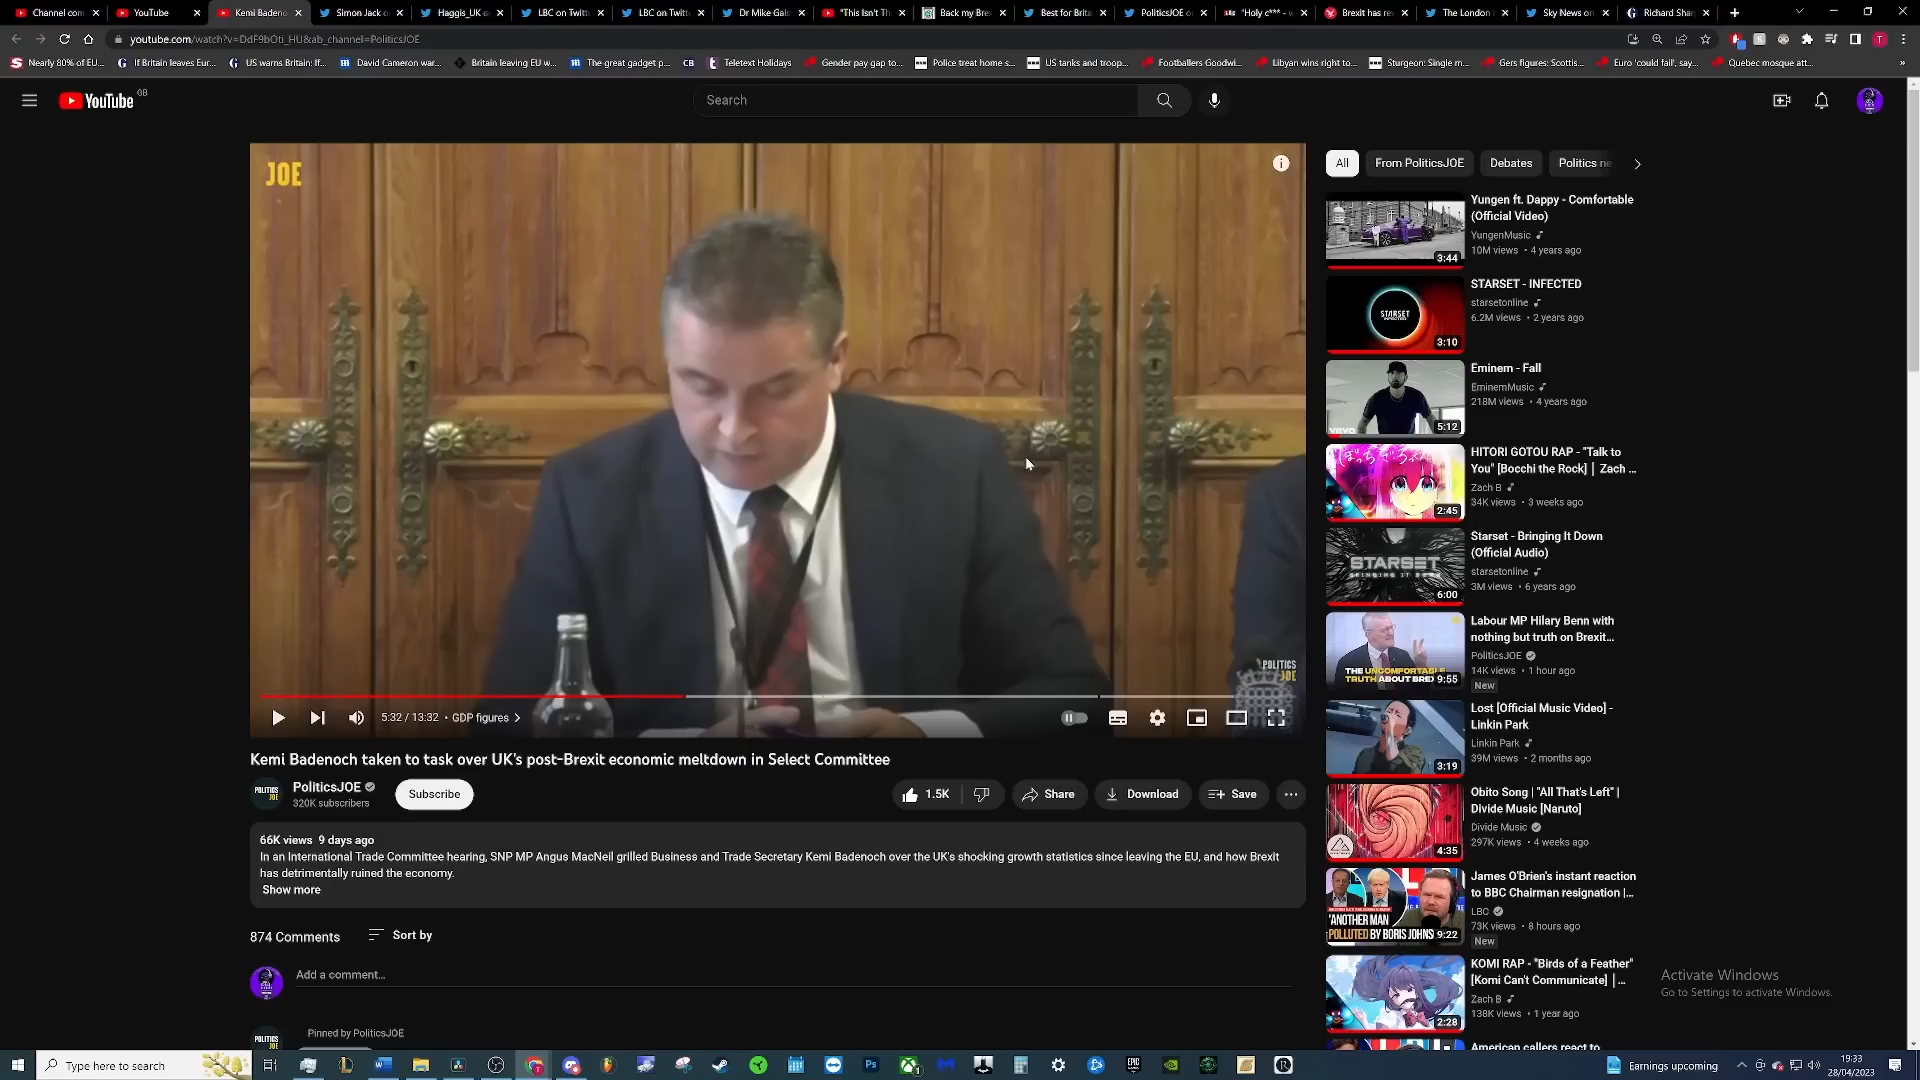 Channel com
YouTube
Kemi Badeno
Simon Jack o
Haggis_UK o
LBC on Twitt
LBC on Twitt
Dr Mike Gals
"This Isn't Th
Back my Brex
Best for Brita
PoliticsJOE o
"Holy c*** - w
Brexit has re
The London
Sky News on
Richard Shar
youtube.com/watch?v=DdF9bOti_HU&ab_channel=PoliticsJOE
Nearly 80% of EU...
If Britain leaves Eur...
US warns Britain: If...
David Cameron war...
Britain leaving EU w...
The great gadget p...
CB
Teletext Holidays
Gender pay gap to...
Police treat home s...
US tanks and troop...
Footballers Goodwi...
Libyan wins right to...
Sturgeon: Single m...
Gers figures: Scottis...
Euro 'could fail', say...
Quebec mosque att...
YouTube GB
Search
JOE
POLITICS
JOE
5:32 / 13:32 • GDP figures
Kemi Badenoch taken to task over UK's post-Brexit economic meltdown in Select Committee
POLITICS
JOE
PoliticsJOE
320K subscribers
Subscribe
1.5K
Share
Download
Save
66K views 9 days ago
In an International Trade Committee hearing, SNP MP Angus MacNeil grilled Business and Trade Secretary Kemi Badenoch over the UK's shocking growth statistics since leaving the EU, and how Brexit
has detrimentally ruined the economy.
Show more
874 Comments
Sort by
Add a comment...
Pinned by PoliticsJOE
POLITICS
JOE
All
From PoliticsJOE
Debates
Politics ne
Yungen ft. Dappy - Comfortable
(Official Video)
YungenMusic
10M views • 4 years ago
3:44
STARSET - INFECTED
starsetonline
6.2M views • 2 years ago
STARSET
3:10
Eminem - Fall
EminemMusic
218M views • 4 years ago
vevo
5:12
HITORI GOTOU RAP - "Talk to
You" [Bocchi the Rock] | Zach ...
Zach B
34K views • 3 weeks ago
2:45
Starset - Bringing It Down
(Official Audio)
starsetonline
3M views • 6 years ago
STARSET
BRINGING IT DOWN
6:00
Labour MP Hilary Benn with
nothing but truth on Brexit...
PoliticsJOE
14K views • 1 hour ago
New
THE UNCOMFORTABLE
TRUTH ABOUT BREX
9:55
Lost [Official Music Video] -
Linkin Park
Linkin Park
39M views • 2 months ago
3:19
Obito Song | "All That's Left" |
Divide Music [Naruto]
Divide Music
297K views • 4 weeks ago
4:35
James O'Brien's instant reaction
to BBC Chairman resignation |...
LBC
73K views • 8 hours ago
New
'ANOTHER MAN
POLLUTED BY BORIS JOHNS
9:22
KOMI RAP - "Birds of a Feather"
[Komi Can't Communicate] | ...
Zach B
138K views • 1 year ago
2:28
American callers react to
Activate Windows
Go to Settings to activate Windows.
Type here to search
Earnings upcoming
19:33
28/04/2023